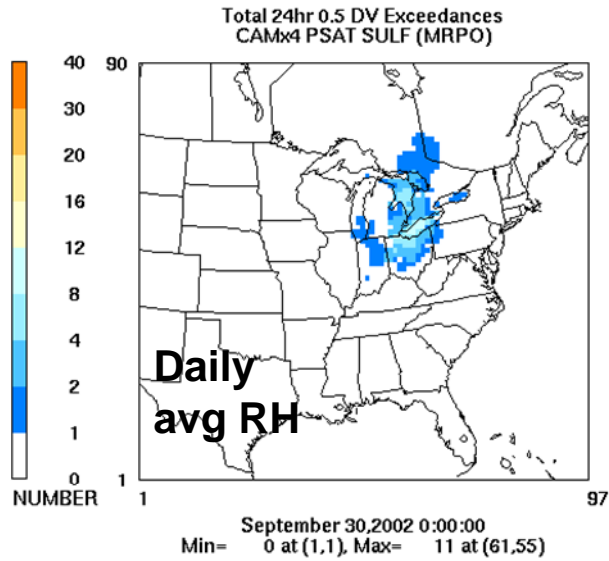 Total 24hr 0.5 DV Exceedances
CAMx4 PSAT SULF (MRPO)
40
30
20
16
12
8
4
2
1
0
NUMBER
90
1
1
97
Daily
avg RH
September 30,2002 0:00:00
Min= 0 at (1,1), Max= 11 at (61,55)